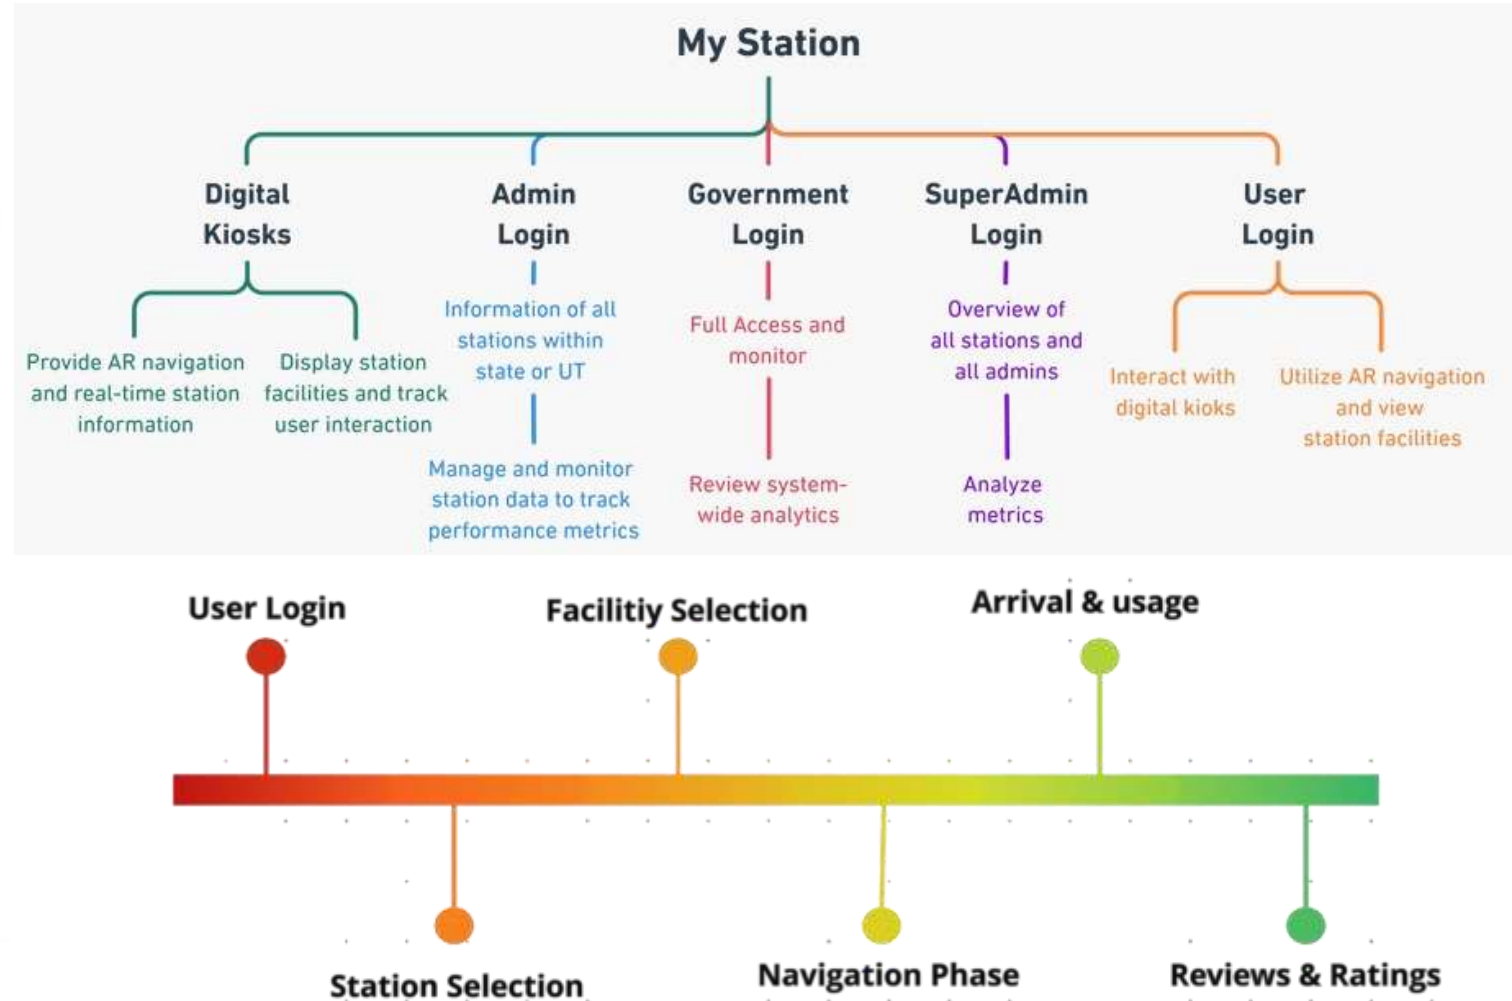 My Station
Digital
Kiosks
Admin
Login
Government
Login
SuperAdmin
Login
User
Login
Provide AR navigation
and real-time station
information
Display station
facilities and track
user interaction
Information of all
stations within
state or UT
Manage and monitor
station data to track
performance metrics
Full Access and
monitor
Review system-
wide analytics
Overview of
all stations and
all admins
Analyze
metrics
Interact with
digital kioks
Utilize AR navigation
and view
station facilities
User Login
Station Selection
Facilitiy Selection
Navigation Phase
Arrival & usage
Reviews & Ratings